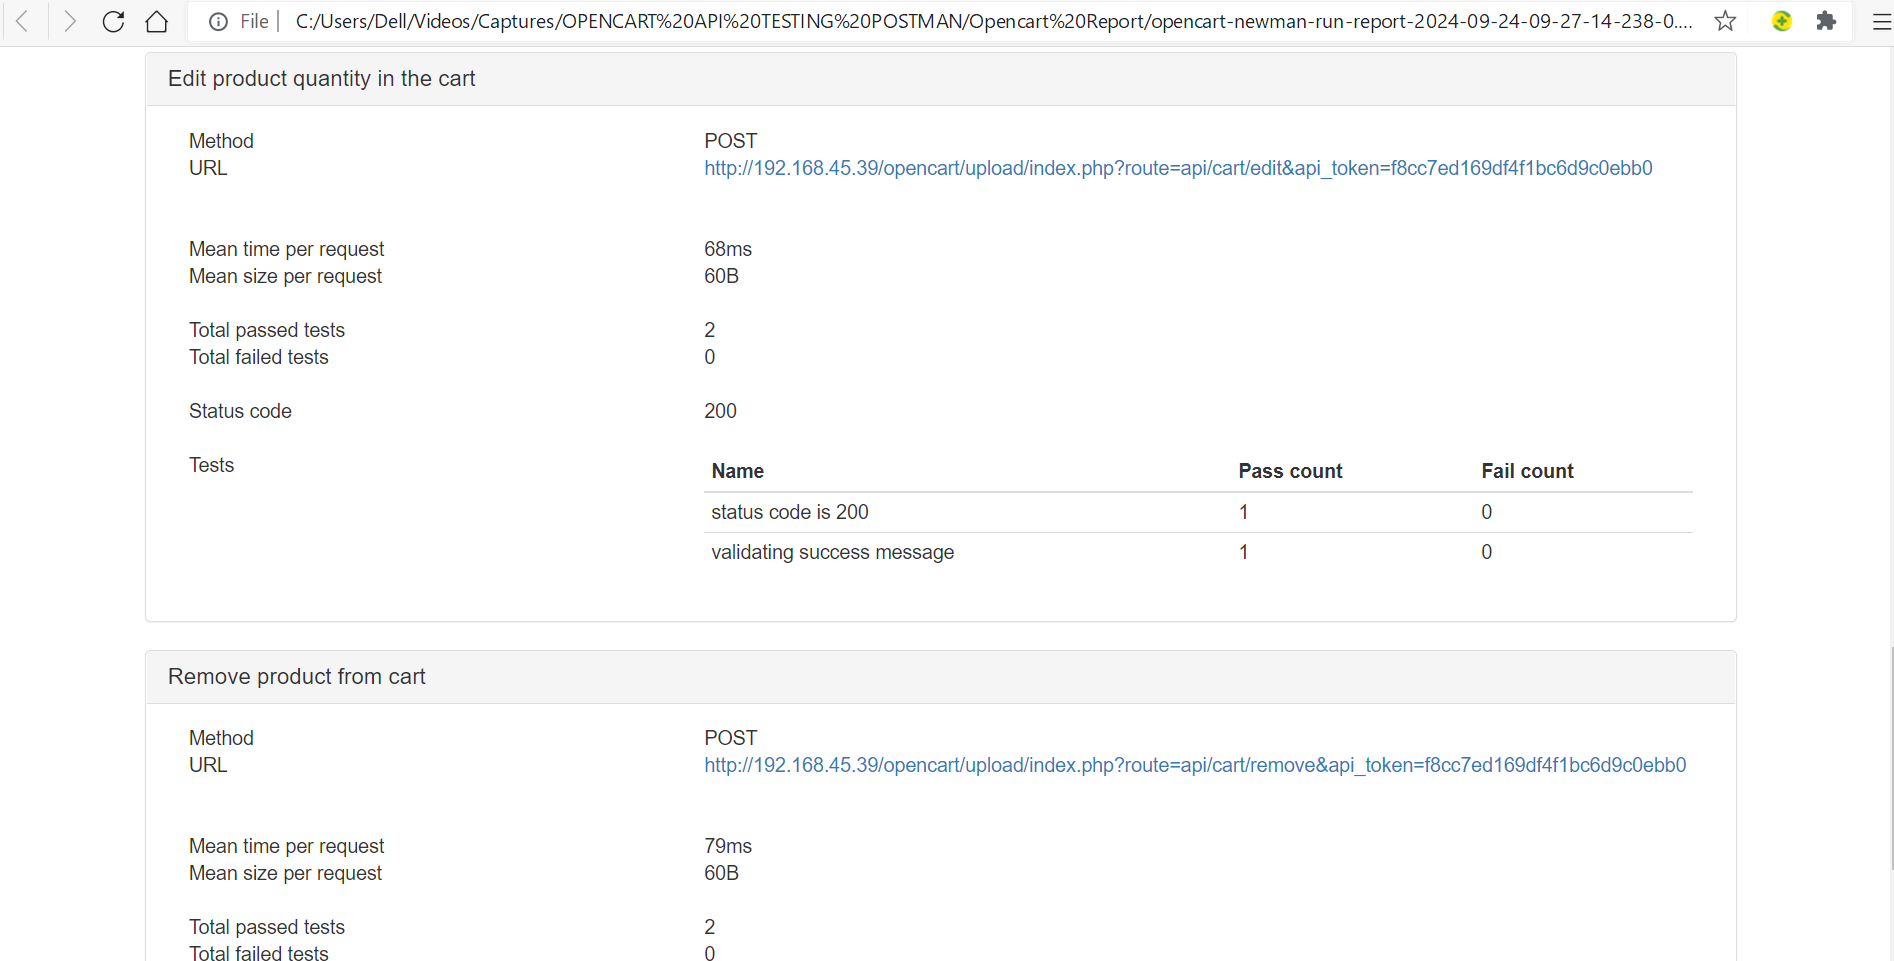 File | C:/Users/Dell/Videos/Captures/OPENCART%20API%20TESTING%20POSTMAN/Opencart%20Report/opencart-newman-run-report-2024-09-24-09-27-14-238-0....
Edit product quantity in the cart
Method POST
URL http://192.168.45.39/opencart/upload/index.php?route=api/cart/edit&api_token=f8cc7ed169df4f1bc6d9c0ebb0
Mean time per request 68ms
Mean size per request 60B
Total passed tests 2
Total failed tests 0
Status code 200
Tests Name Pass count Fail count
status code is 200 1 0
validating success message 1 0
Remove product from cart
Method POST
URL http://192.168.45.39/opencart/upload/index.php?route=api/cart/remove&api_token=f8cc7ed169df4f1bc6d9c0ebb0
Mean time per request 79ms
Mean size per request 60B
Total passed tests 2
Total failed tests 0